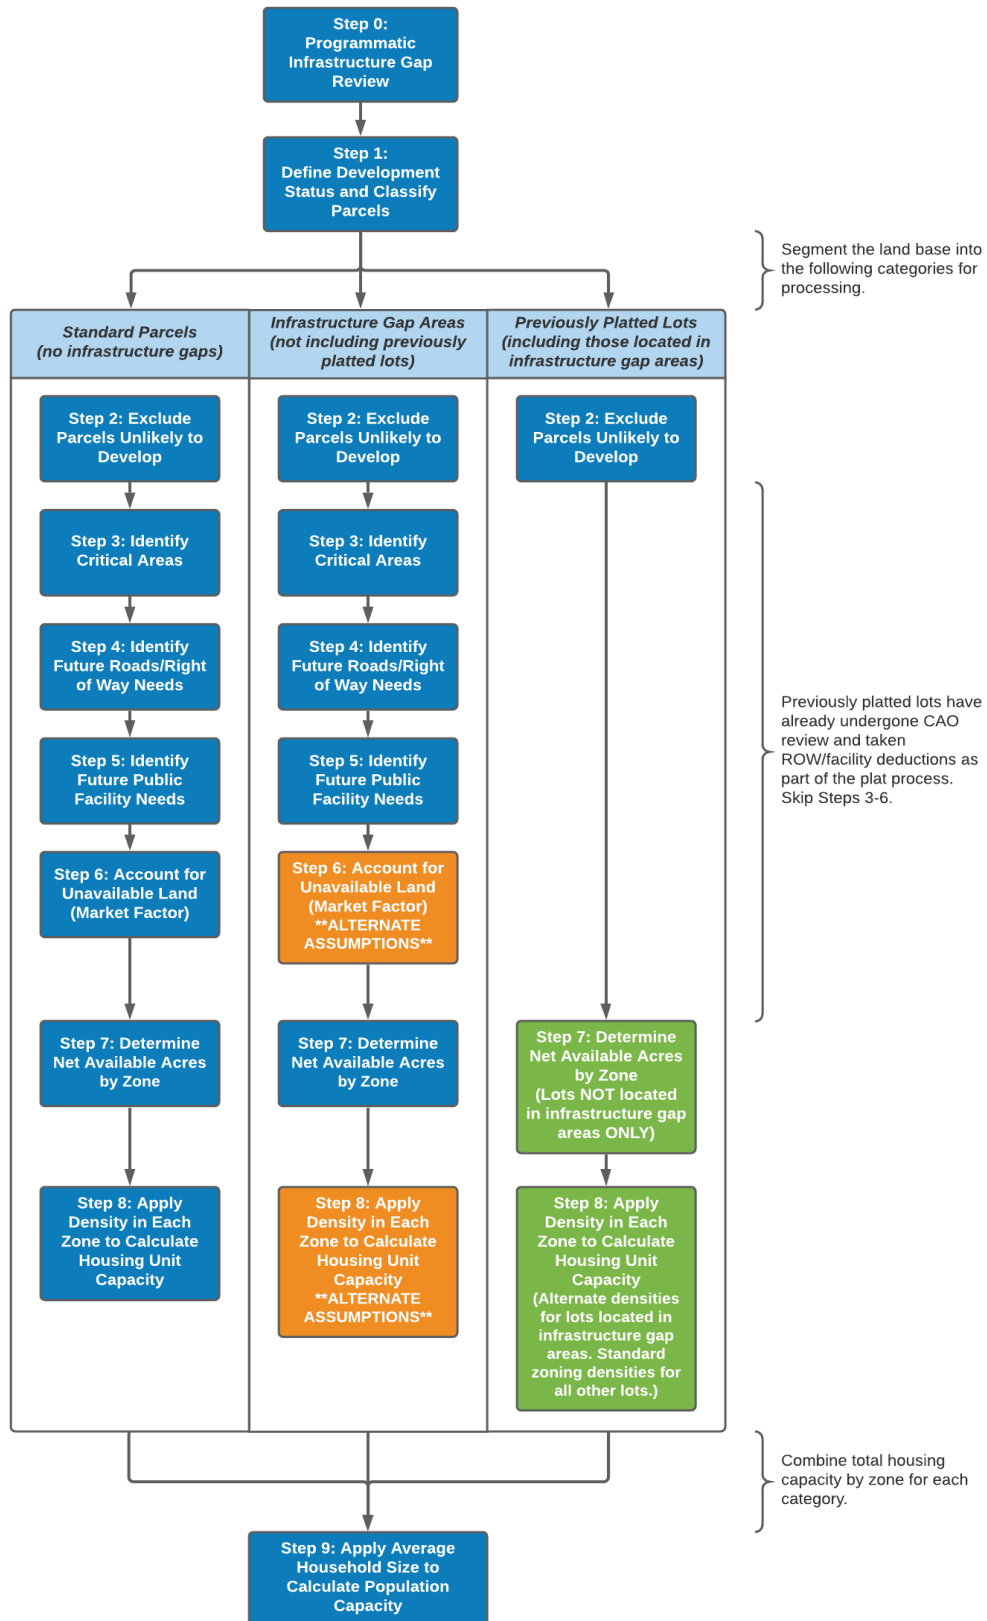 Step 0:
Programmatic
Infrastructure Gap
Review
Step 1:
Define Development
Status and Classify
Parcels
Segment the land base into
the following categories for
processing.
Standard Parcels
(no infrastructure gaps)
Infrastructure Gap Areas
(not including previously
platted lots)
Previously Platted Lots
(including those located in
infrastructure gap areas)
Step 2: Exclude
Parcels Unlikely to
Develop
Step 3: Identify
Critical Areas
Step 4: Identify
Future Roads/Right
of Way Needs
Step 5: Identify
Future Public
Facility Needs
Step 6: Account for
Unavailable Land
(Market Factor)
Step 7: Determine
Net Available Acres
by Zone
Step 8: Apply
Density in Each
Zone to Calculate
Housing Unit
Capacity
Step 2: Exclude
Parcels Unlikely to
Develop
Step 3: Identify
Critical Areas
Step 4: Identify
Future Roads/Right
of Way Needs
Step 5: Identify
Future Public
Facility Needs
Step 6: Account for
Unavailable Land
(Market Factor)
**ALTERNATE
ASSUMPTIONS**
Step 7: Determine
Net Available Acres
by Zone
Step 8: Apply
Density in Each
Zone to Calculate
Housing Unit
Capacity
**ALTERNATE
ASSUMPTIONS**
Step 2: Exclude
Parcels Unlikely to
Develop
Step 7: Determine
Net Available Acres
by Zone
(Lots NOT located
in infrastructure gap
areas ONLY)
Step 8: Apply
Density in Each
Zone to Calculate
Housing Unit
Capacity
(Alternate densities
for lots located in
infrastructure gap
areas. Standard
zoning densities for
all other lots.)
Previously platted lots have
already undergone CAO
review and taken
ROW/facility deductions as
part of the plat process.
Skip Steps 3-6.
Combine total housing
capacity by zone for each
category.
Step 9: Apply Average
Household Size to
Calculate Population
Capacity